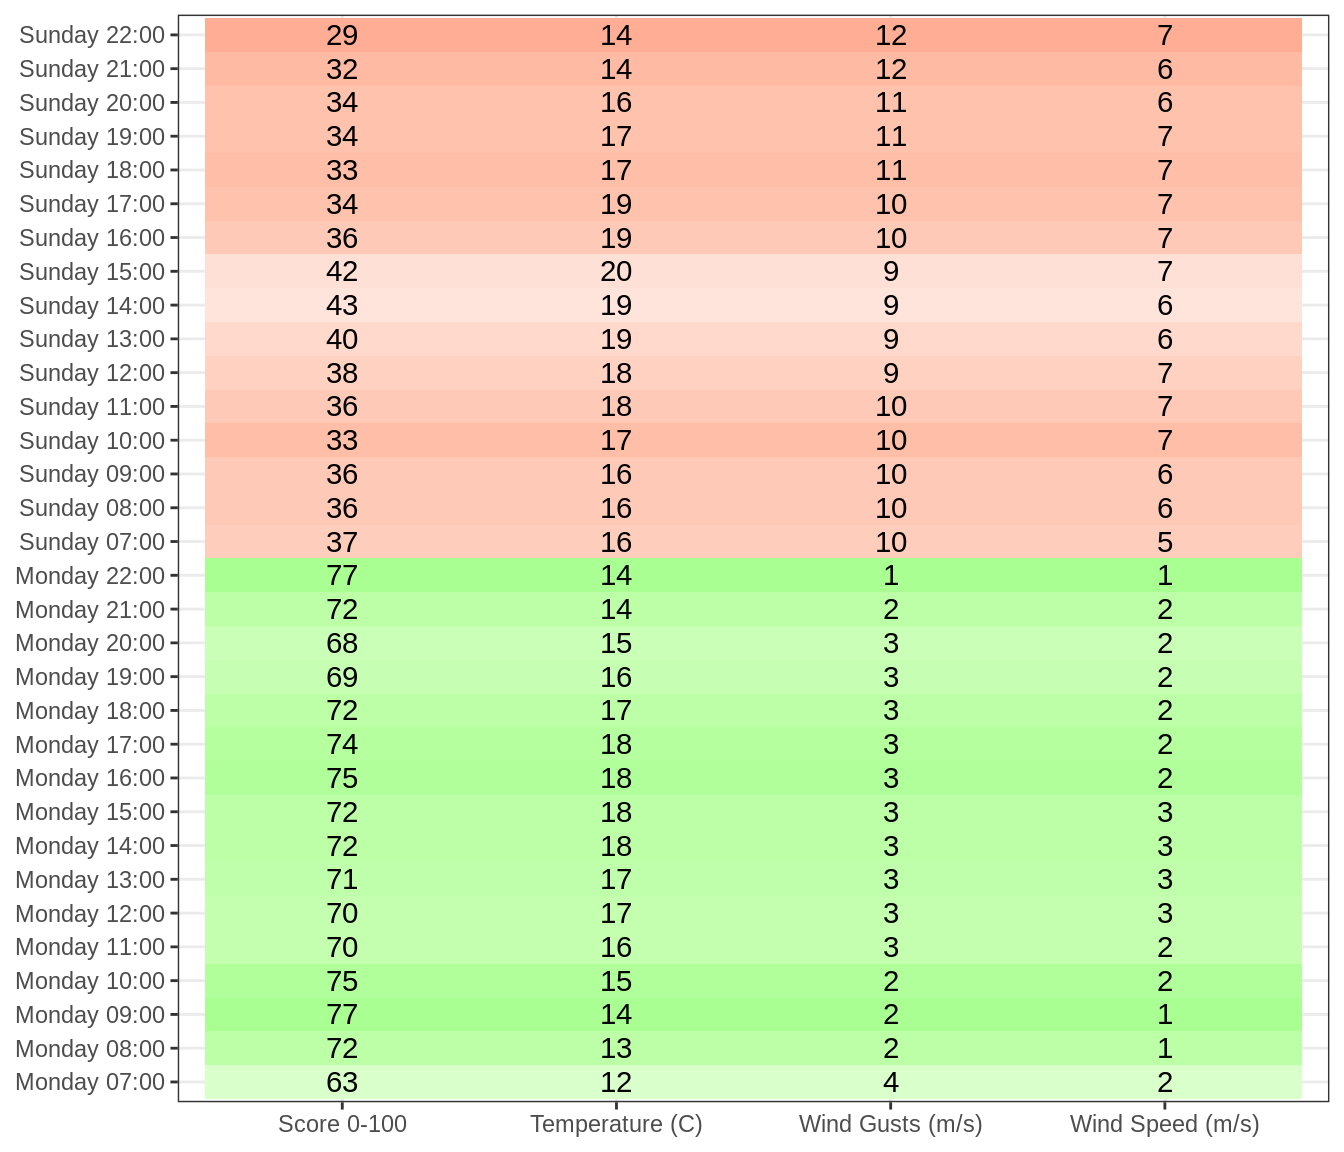 Sunday 22:00 29 14 12 7
Sunday 21:00 32 14 12 6
Sunday 20:00 34 16 11 6
Sunday 19:00 34 17 11 7
Sunday 18:00 33 17 11 7
Sunday 17:00 34 19 10 7
Sunday 16:00 36 19 10 7
Sunday 15:00 42 20 9 7
Sunday 14:00 43 19 9 6
Sunday 13:00 40 19 9 6
Sunday 12:00 38 18 9 7
Sunday 11:00 36 18 10 7
Sunday 10:00 33 17 10 7
Sunday 09:00 36 16 10 6
Sunday 08:00 36 16 10 6
Sunday 07:00 37 16 10 5
Monday 22:00 77 14 1 1
Monday 21:00 72 14 2 2
Monday 20:00 68 15 3 2
Monday 19:00 69 16 3 2
Monday 18:00 72 17 3 2
Monday 17:00 74 18 3 2
Monday 16:00 75 18 3 2
Monday 15:00 72 18 3 3
Monday 14:00 72 18 3 3
Monday 13:00 71 17 3 3
Monday 12:00 70 17 3 3
Monday 11:00 70 16 3 2
Monday 10:00 75 15 2 2
Monday 09:00 77 14 2 1
Monday 08:00 72 13 2 1
Monday 07:00 63 12 4 2
Score 0-100 Temperature (C) Wind Gusts (m/s) Wind Speed (m/s)